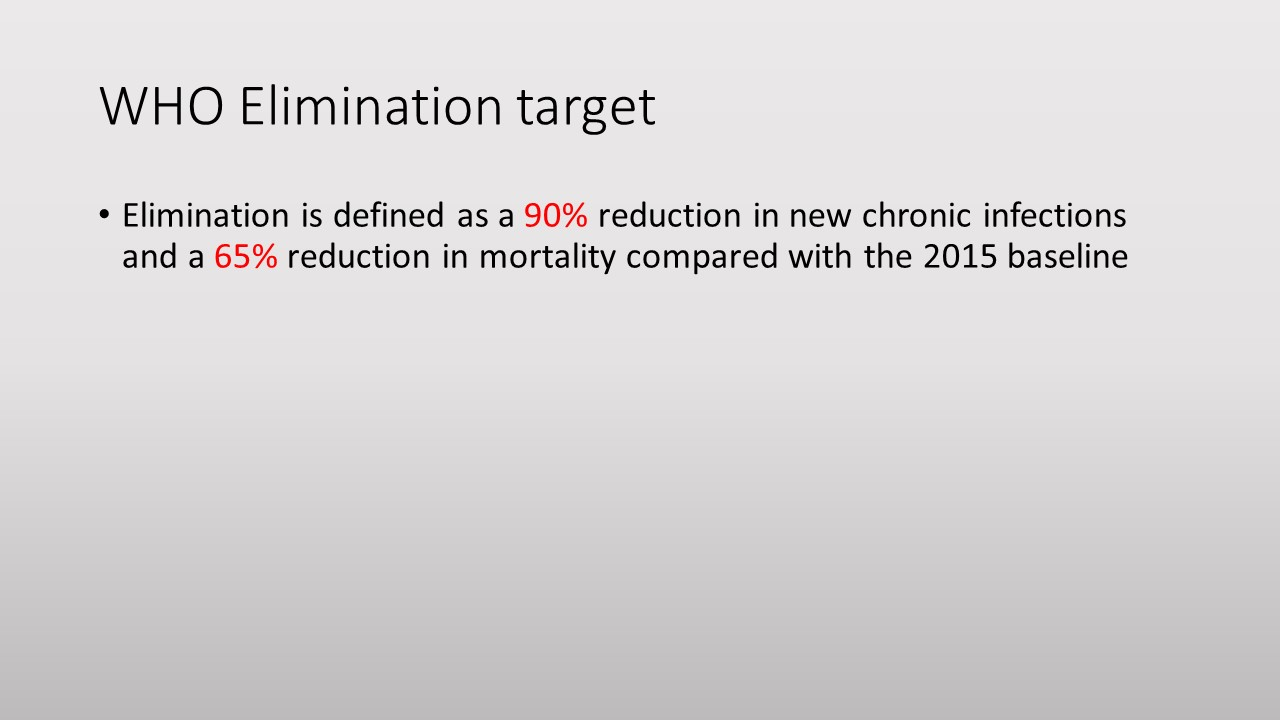 WHO Elimination target
• Elimination is defined as a 90% reduction in new chronic infections
and a 65% reduction in mortality compared with the 2015 baseline